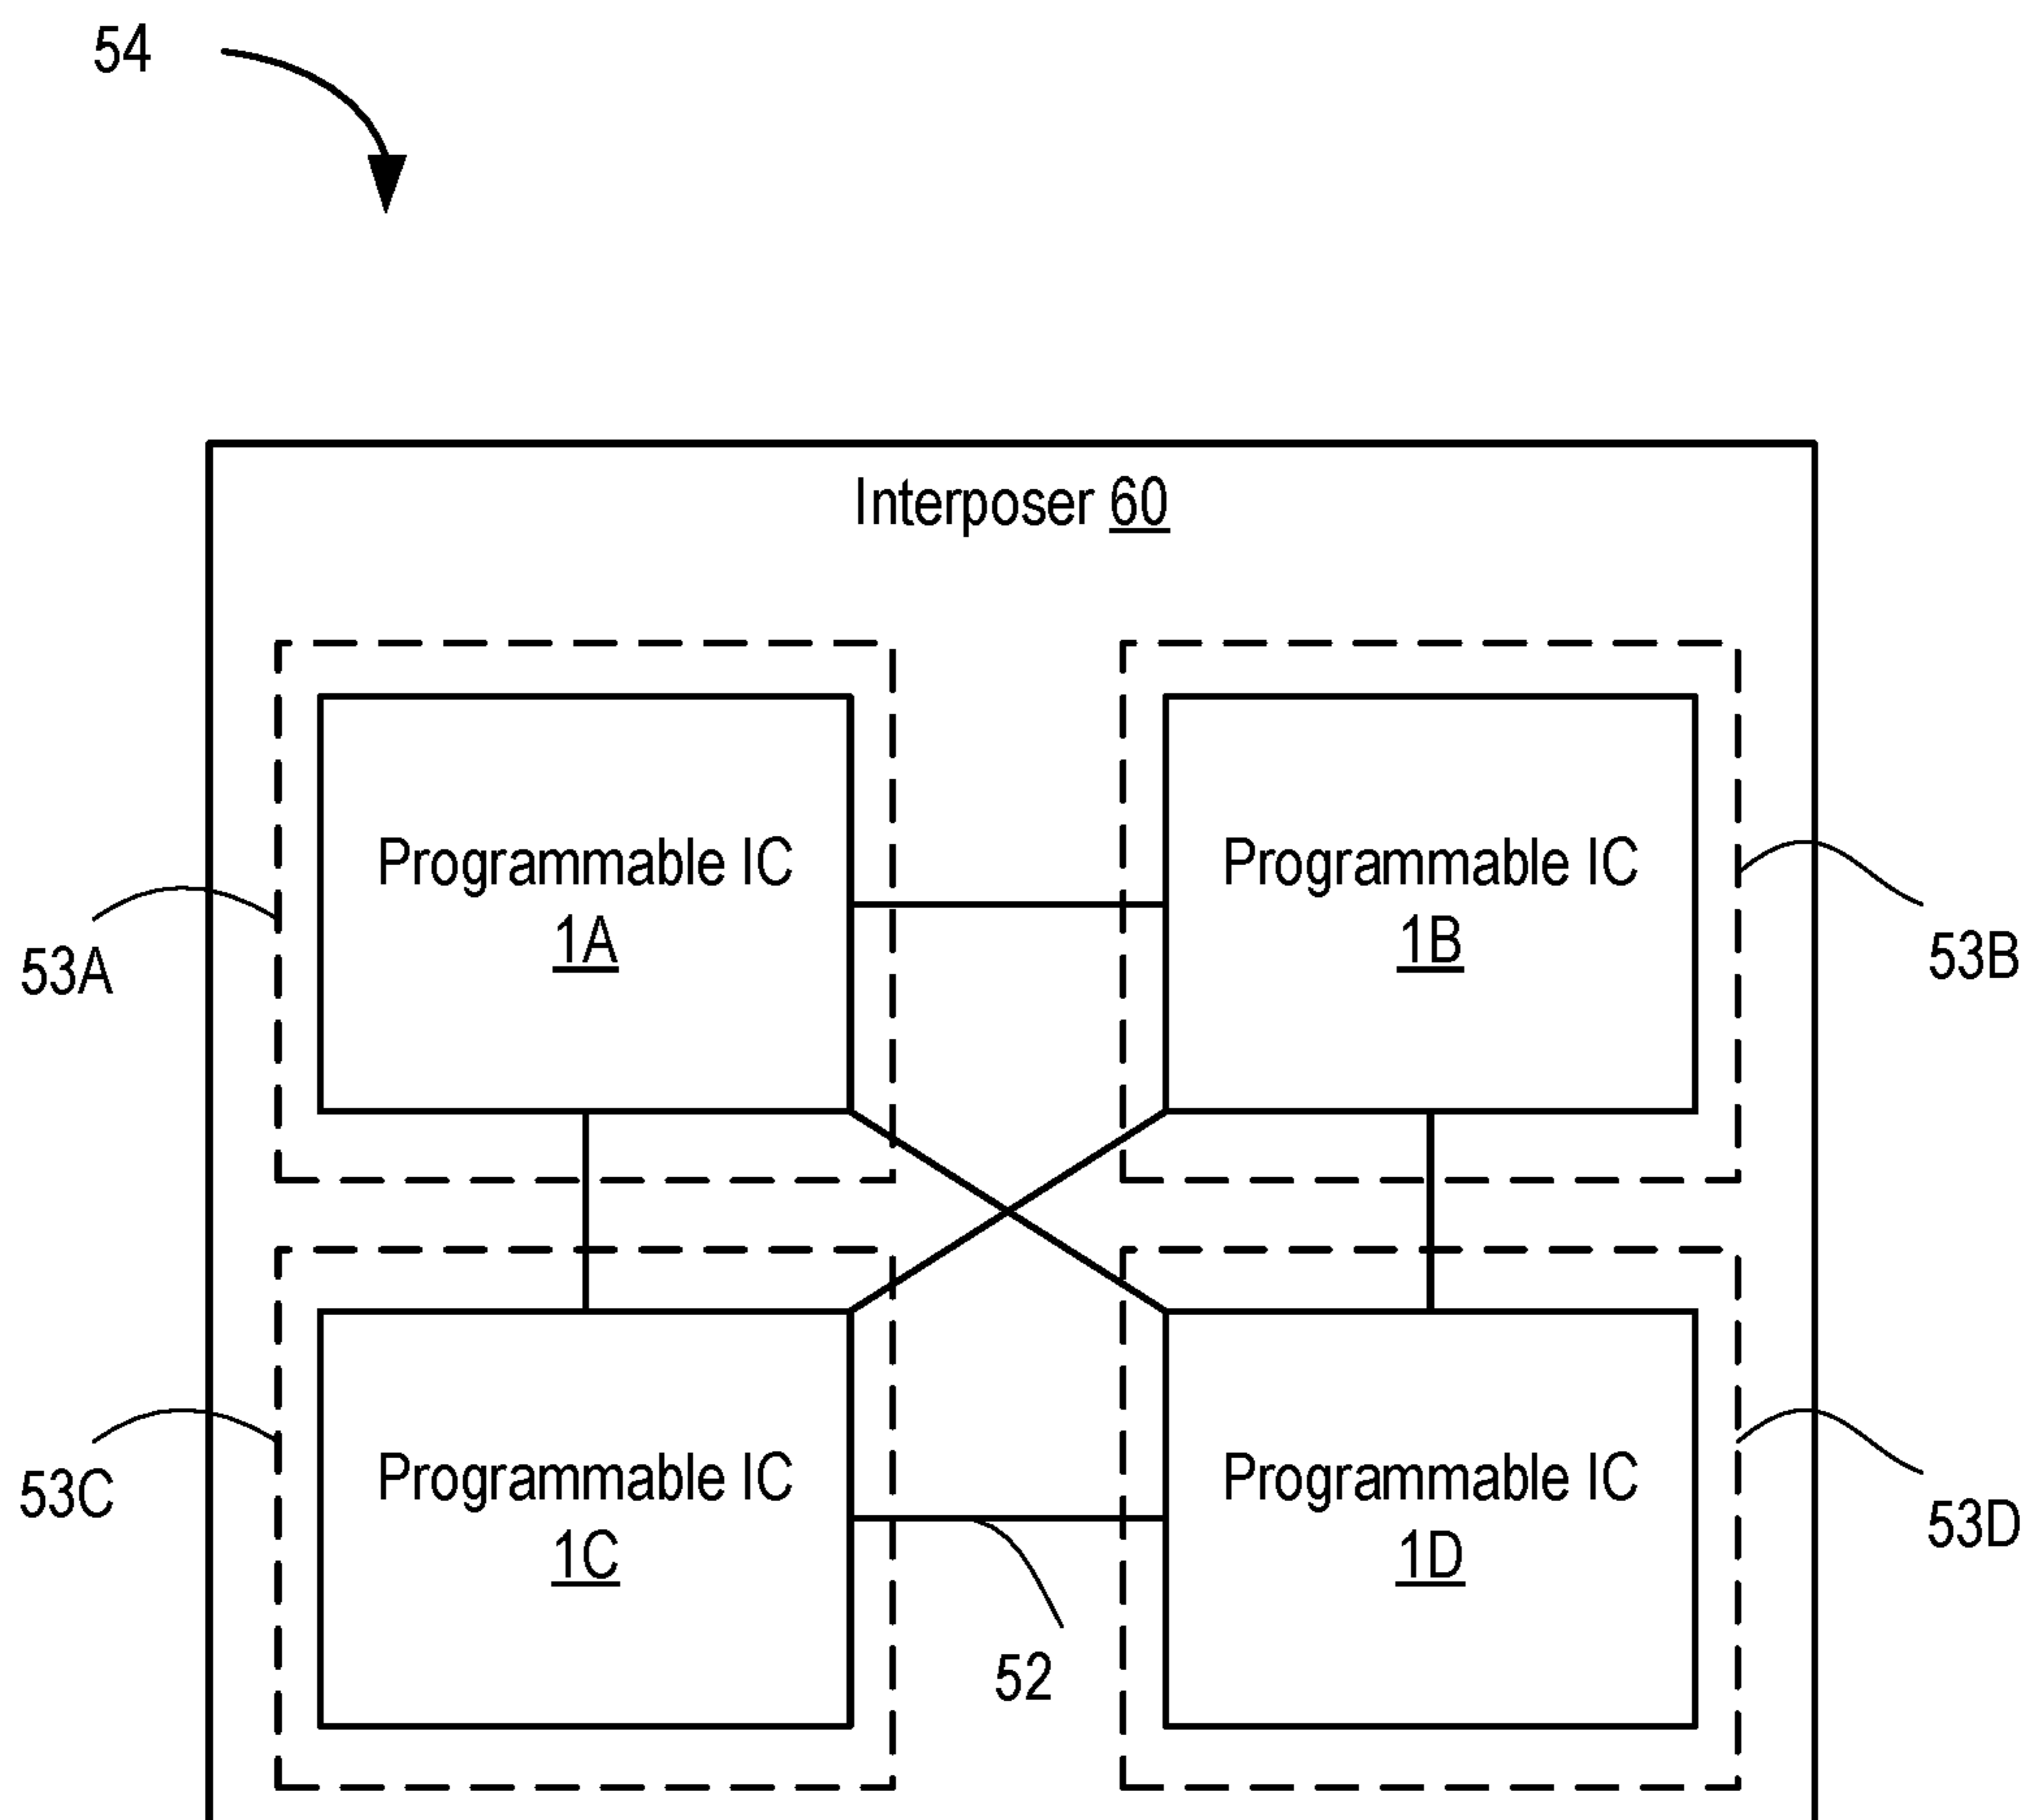 54
Interposer 60
Programmable IC
1A
Programmable IC
1B
53A
53B
Programmable IC
1C
Programmable IC
1D
53C
53D
52